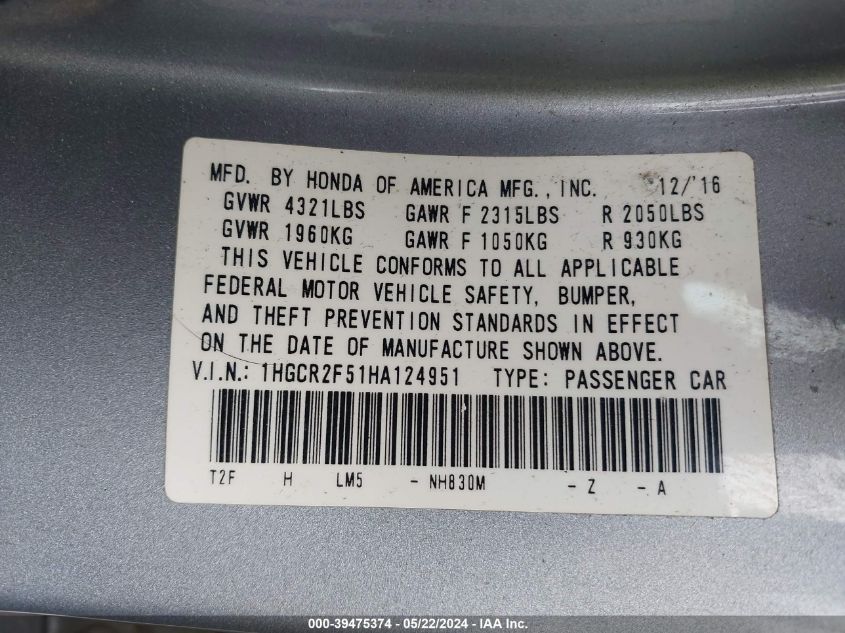 MFD. BY HONDA OF AMERICA MFG., INC. 12/'16
GVWR 4321LBS GAWR F 2315LBS R 2050LBS
GVWR 1960KG GAWR F 1050KG R 930KG
THIS VEHICLE CONFORMS TO ALL APPLICABLE
FEDERAL MOTOR VEHICLE SAFETY, BUMPER,
AND THEFT PREVENTION STANDARDS IN EFFECT
ON THE DATE OF MANUFACTURE SHOWN ABOVE.
V.I.N.: 1HGCR2F51HA124951 TYPE: PASSENGER CAR
T2F H LM5 - NH830M - Z - A
000-39475374 - 05/22/2024 - IAA Inc.